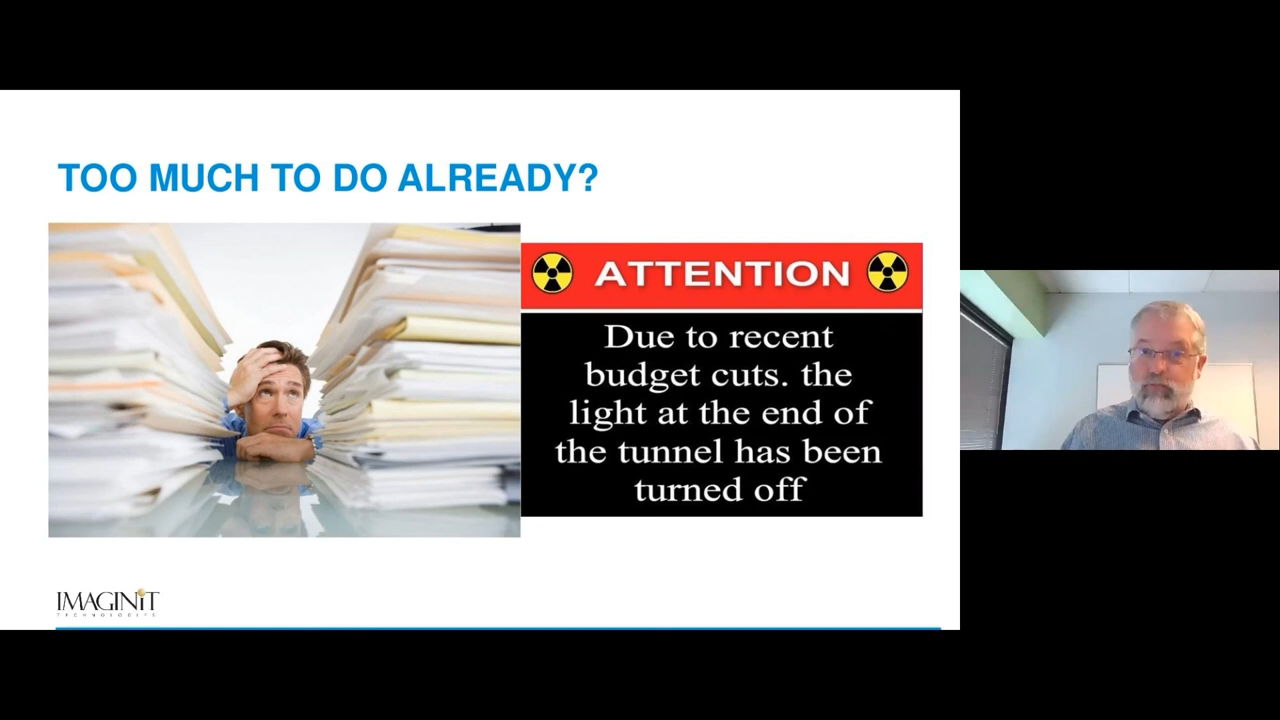 TOO MUCH TO DO ALREADY?
ATTENTION
Due to recent
budget cuts. the
light at the end of
the tunnel has been
turned off
IMAGINiT
TECHNOLOGIES